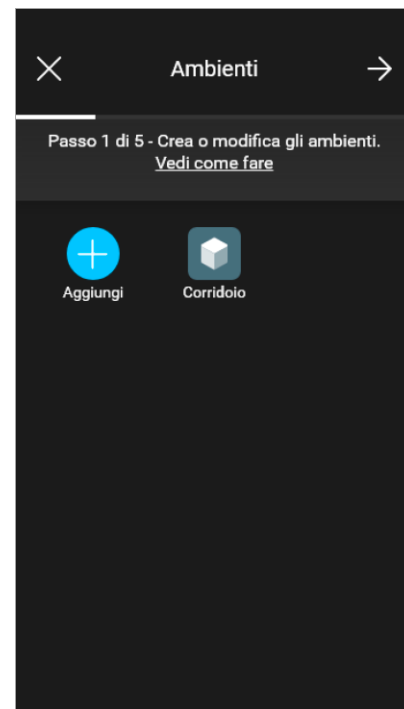 Ambienti
Passo 1 di 5 - Crea o modifica gli ambienti.
Vedi come fare
Aggiungi
Corridoio